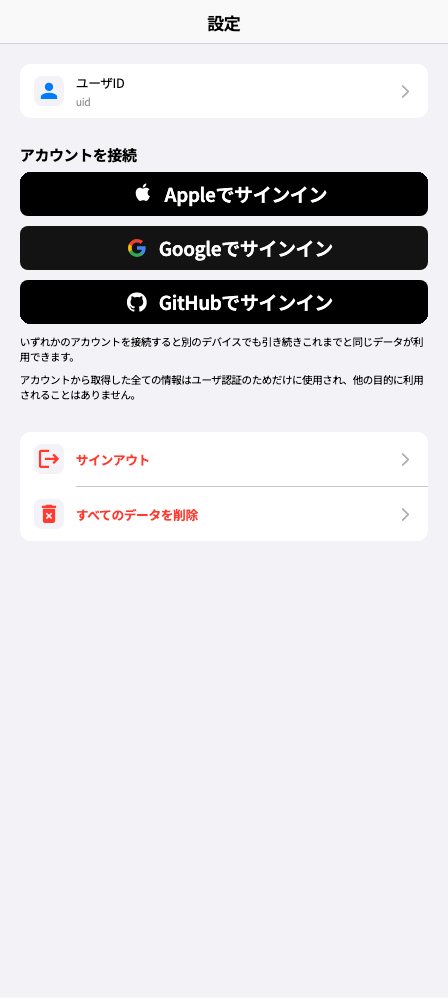 設定
ユーザID
uid
アカウントを接続
Appleでサインイン
Googleでサインイン
GitHubでサインイン
いずれかのアカウントを接続すると別のデバイスでも引き続きこれまでと同じデータが利
用できます。
アカウントから取得した全ての情報はユーザ認証のためだけに使用され、他の目的に利用
されることはありません。
サインアウト
すべてのデータを削除